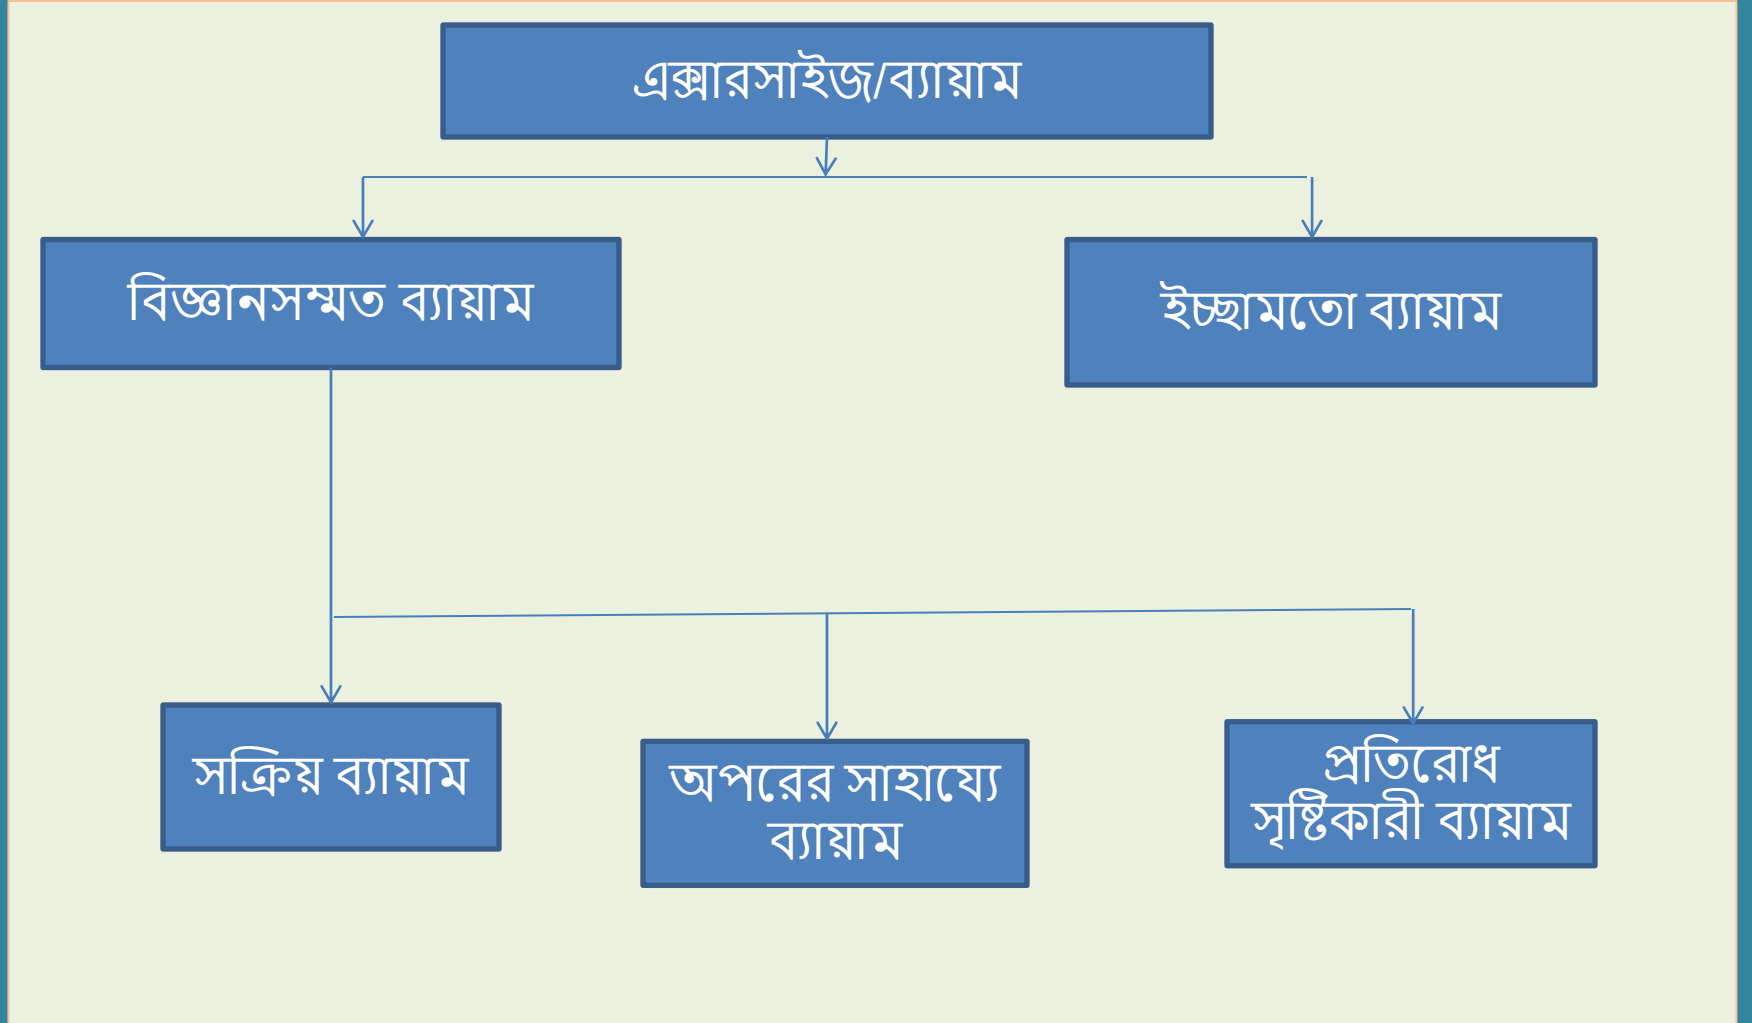 এক্সারসাইজ/ব্যায়াম
বিজ্ঞানসম্মত ব্যায়াম
ইচ্ছামতো ব্যায়াম
সক্রিয় ব্যায়াম
অপরের সাহায্যে
ব্যায়াম
প্রতিরোধ
সৃষ্টিকারী ব্যায়াম